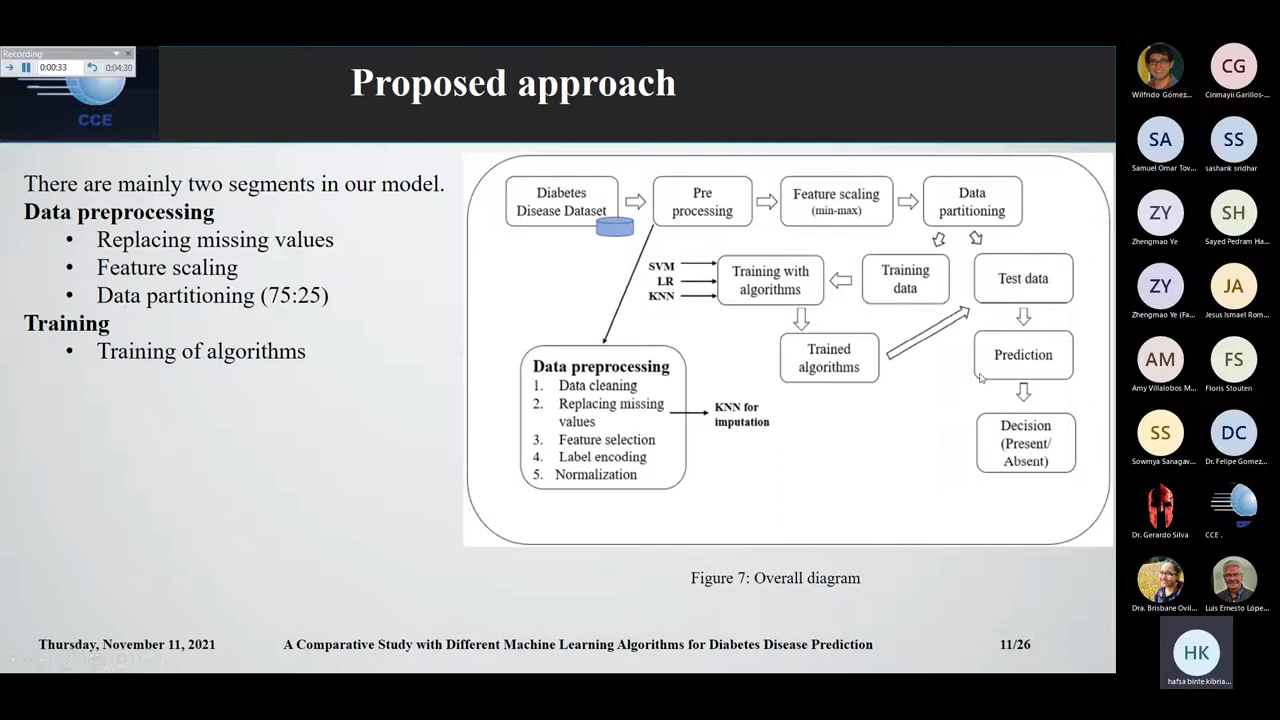 Recording
0:00:33
0:04:30
CCE
Proposed approach
There are mainly two segments in our model.
Data preprocessing
• Replacing missing values
• Feature scaling
• Data partitioning (75:25)
Training
• Training of algorithms
Diabetes
Disease Dataset
Pre
processing
Feature scaling
(min-max)
Data
partitioning
SVM
LR
KNN
Training with
algorithms
Training
data
Test data
Trained
algorithms
Prediction
Decision
(Present/
Absent)
Data preprocessing
1. Data cleaning
2. Replacing missing
values
3. Feature selection
4. Label encoding
5. Normalization
KNN for
imputation
Figure 7: Overall diagram
Thursday, November 11, 2021
A Comparative Study with Different Machine Learning Algorithms for Diabetes Disease Prediction
11/26
Wilfrido Gómez...
CG
Cinmayii Garillos-...
SA
Samuel Omar Tov...
SS
sashank sridhar
ZY
Zhengmao Ye
SH
Sayed Pedram Ha...
ZY
Zhengmao Ye (Fa...
JA
Jesus Ismael Rom...
AM
Amy Villalobos M...
FS
Floris Stouten
SS
Sowmya Sanagav...
DC
Dr. Felipe Gomez...
Dr. Gerardo Silva
CCE .
Dra. Brisbane Ovil...
Luis Ernesto Lópe...
HK
hafsa binte kibria...